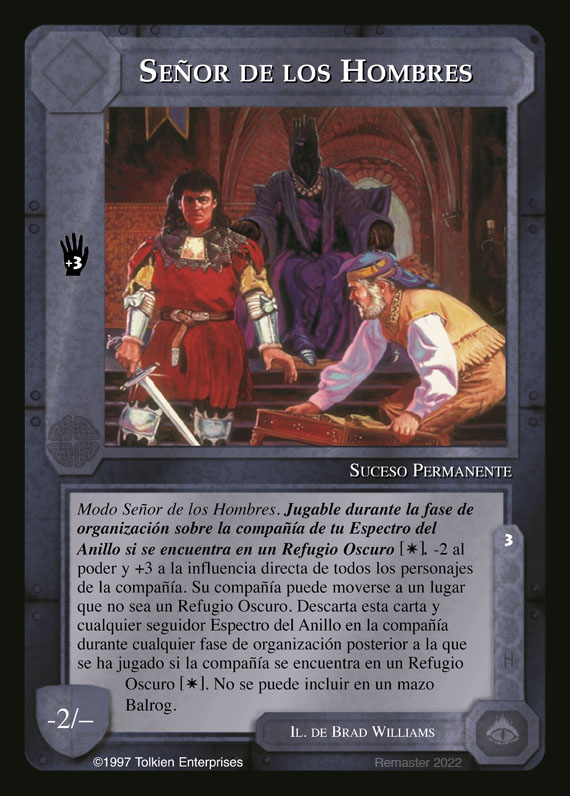 Señor de los Hombres
+3
Suceso Permanente
Modo Señor de los Hombres. Jugable durante la fase de
organización sobre la compañía de tu Espectro del
Anillo si se encuentra en un Refugio Oscuro [✷]. -2 al
poder y +3 a la influencia directa de todos los personajes
de la compañía. Su compañía puede moverse a un lugar
que no sea un Refugio Oscuro. Descarta esta carta y
cualquier seguidor Espectro del Anillo en la compañía
durante cualquier fase de organización posterior a la que
se ha jugado si la compañía se encuentra en un Refugio
Oscuro [✷]. No se puede incluir en un mazo
Balrog.
3
H
-2/–
Il. de Brad Williams
©1997 Tolkien Enterprises
Remaster 2022